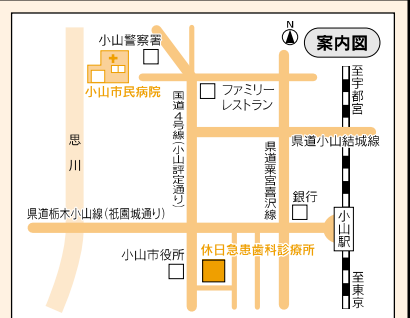 N
案内図
小山警察署
小山市民病院
至宇都宮
ファミリー
レストラン
国道4号線(小山評定通り)
思川
県道小山結城線
県道粟宮喜沢線
銀行
県道栃木小山線(祇園城通り)
小山駅
小山市役所
休日急患歯科診療所
至東京